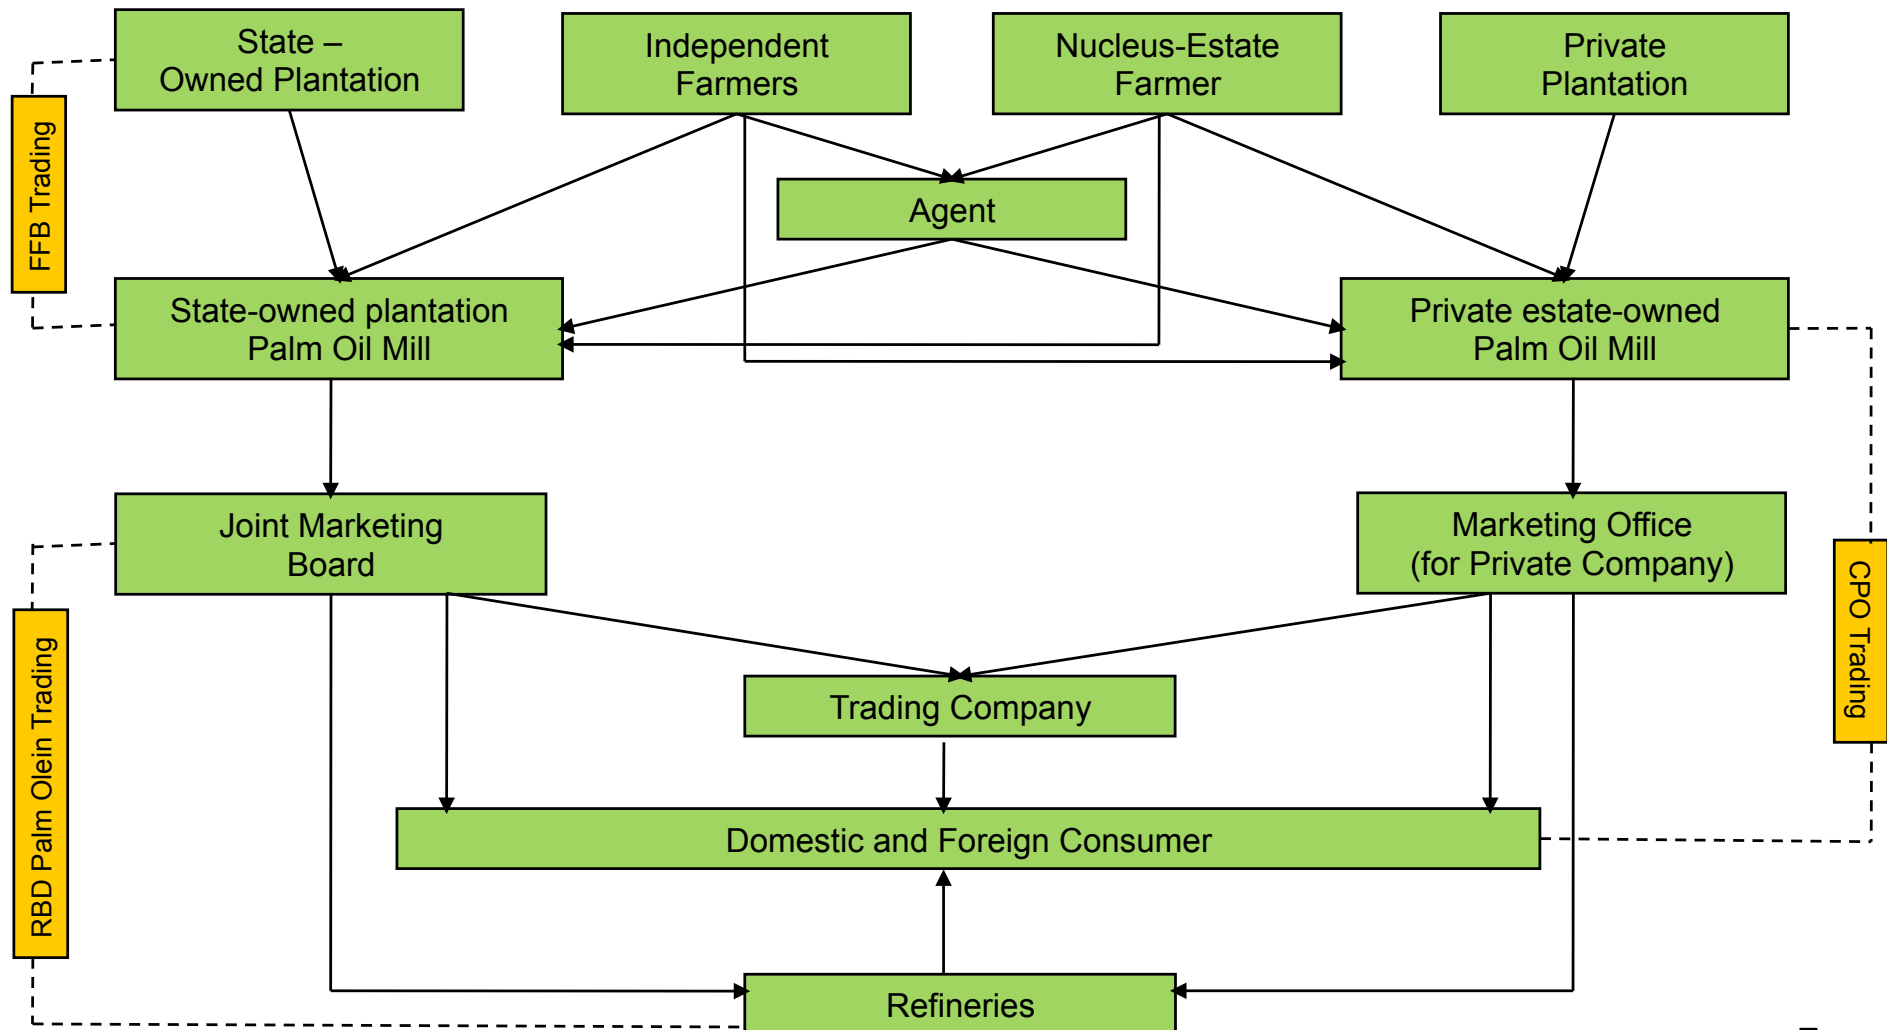 State –
Owned Plantation
Independent
Farmers
Nucleus-Estate
Farmer
Private
Plantation
FFB Trading
Agent
State-owned plantation
Palm Oil Mill
Private estate-owned
Palm Oil Mill
Joint Marketing
Board
Marketing Office
(for Private Company)
CPO Trading
RBD Palm Olein Trading
Trading Company
Domestic and Foreign Consumer
Refineries